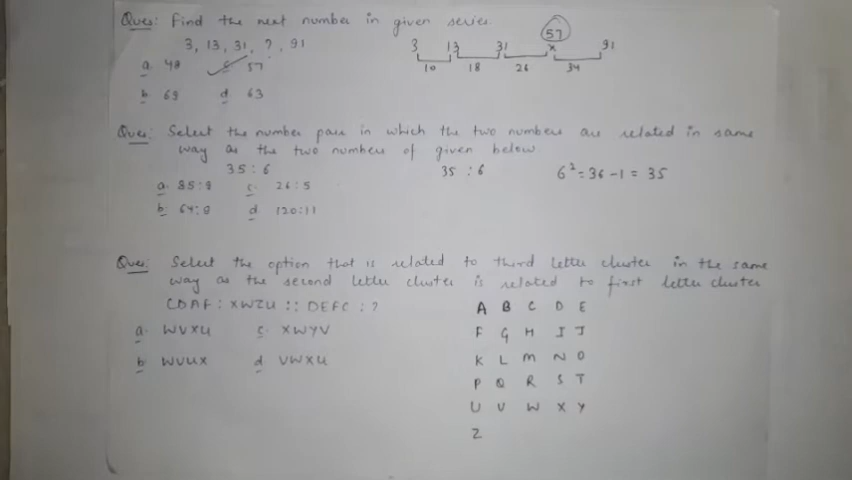 Ques: Find the next number in given series.
3, 13, 31, ?, 91
a. 48 c. 57
b. 69 d. 63
57
3 13 31 x 91
10 18 26 34
Ques: Select the number pare in which the two numbers are related in same
way as the two numbers of given below
35 : 6
a. 85:9 c. 26:5
b. 64:8 d. 120:11
35 : 6 6² = 36 - 1 = 35
Ques: Select the option that is related to third letter cluster in the same
way as the second letter cluster is related to first letter cluster
CDAF : XWZU :: DEFC : ?
a. WVXU c. XWYV
b. WVUX d. VWXU
A B C D E
F G H I J
K L M N O
P Q R S T
U V W X Y
Z